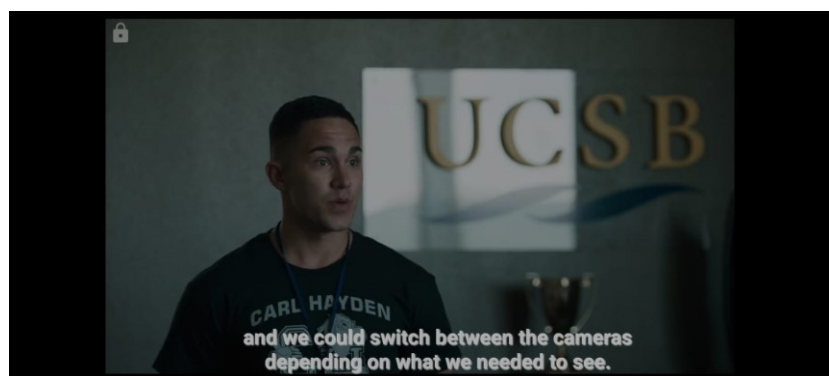 UCSB
CARL HAYDEN
and we could switch between the cameras
depending on what we needed to see.